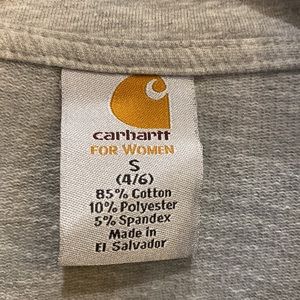 carhartt
FOR WOMEN
S
(4/6)
85% Cotton
10% Polyester
5% Spandex
Made in
El Salvador